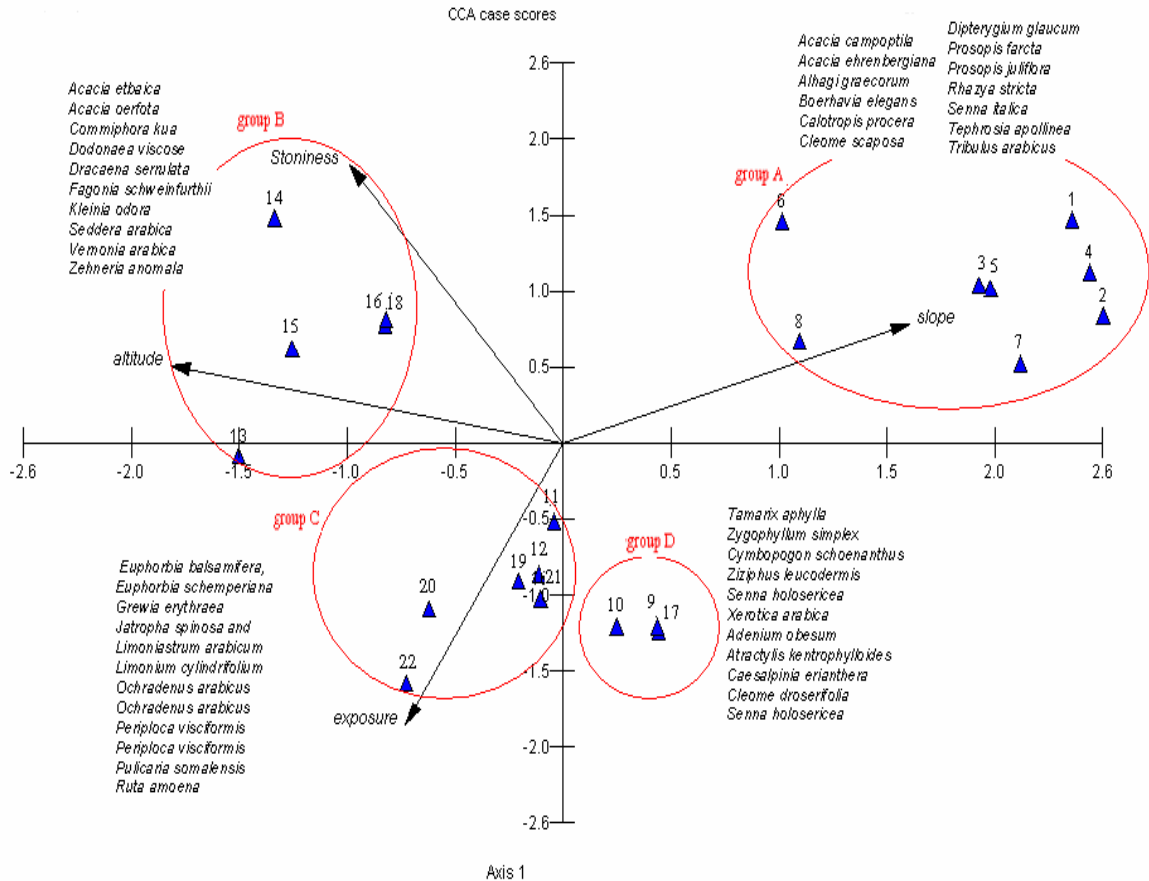 CCA case scores
Acacia campoptila
Acacia ehrenbergiana
Alhagi graecorum
Boerhavia elegans
Calotropis procera
Cleome scaposa
Dipterygium glaucum
Prosopis farcta
Prosopis juliflora
Rhazya stricta
Senna italica
Tephrosia apollinea
Tribulus arabicus
Acacia etbaica
Acacia oerfota
Commiphora kua
Dodonaea viscose
Dracaena serrulata
Fagonia schweinfurthii
Kleinia odora
Seddera arabica
Vernonia arabica
Zehneria anomala
group B
Stoniness
14
16 18
15
altitude
13
group A
6
1
3
5
4
2
8
7
slope
2.6
2.0
1.5
1.0
0.5
-2.6
-2.0
-1.5
-1.0
-0.5
0.5
1.0
1.5
2.0
2.6
-0.5
-1.0
-1.5
-2.0
-2.6
group C
11
12
19
21
20
22
exposure
group D
10
9
17
Euphorbia balsamifera,
Euphorbia schemperiana
Grewia erythraea
Jatropha spinosa and
Limoniastrum arabicum
Limonium cylindrifolium
Ochradenus arabicus
Ochradenus arabicus
Periploca visciformis
Periploca visciformis
Pulicaria somalensis
Ruta amoena
Tamarix aphylla
Zygophyllum simplex
Cymbopogon schoenanthus
Ziziphus leucodermis
Senna holosericea
Xerotica arabica
Adenium obesum
Atractylis kentrophylloides
Caesalpinia erianthera
Cleome droserifolia
Senna holosericea
Axis 1